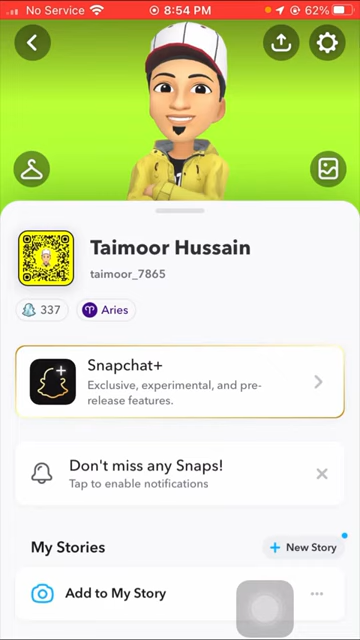 No Service 8:54 PM 62%
Taimoor Hussain
taimoor_7865
337 Aries
Snapchat+
Exclusive, experimental, and pre-
release features.
Don't miss any Snaps!
Tap to enable notifications
My Stories + New Story
Add to My Story